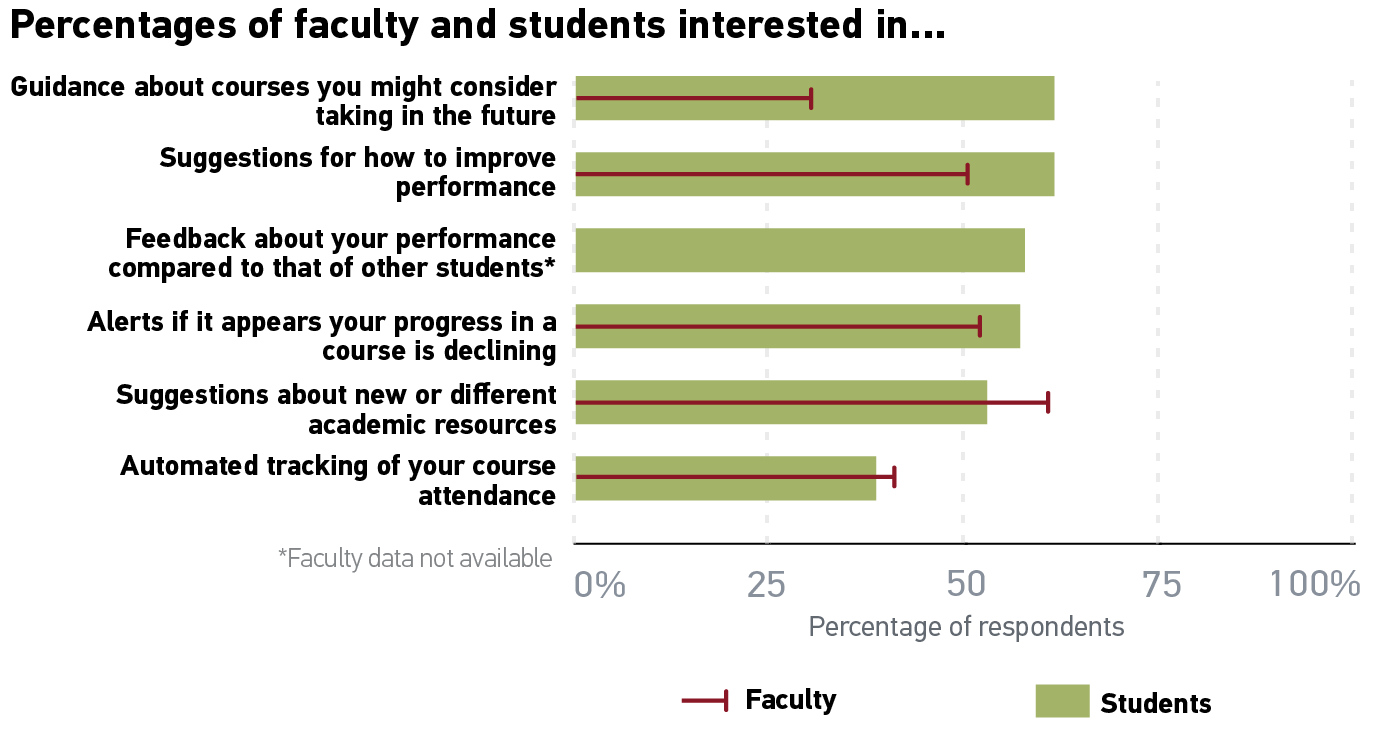 Percentages of faculty and students interested in...
Guidance about courses you might consider
taking in the future
Suggestions for how to improve
performance
Feedback about your performance
compared to that of other students*
Alerts if it appears your progress in a
course is declining
Suggestions about new or different
academic resources
Automated tracking of your course
attendance
*Faculty data not available
0% 25 50 75 100%
Percentage of respondents
Faculty Students